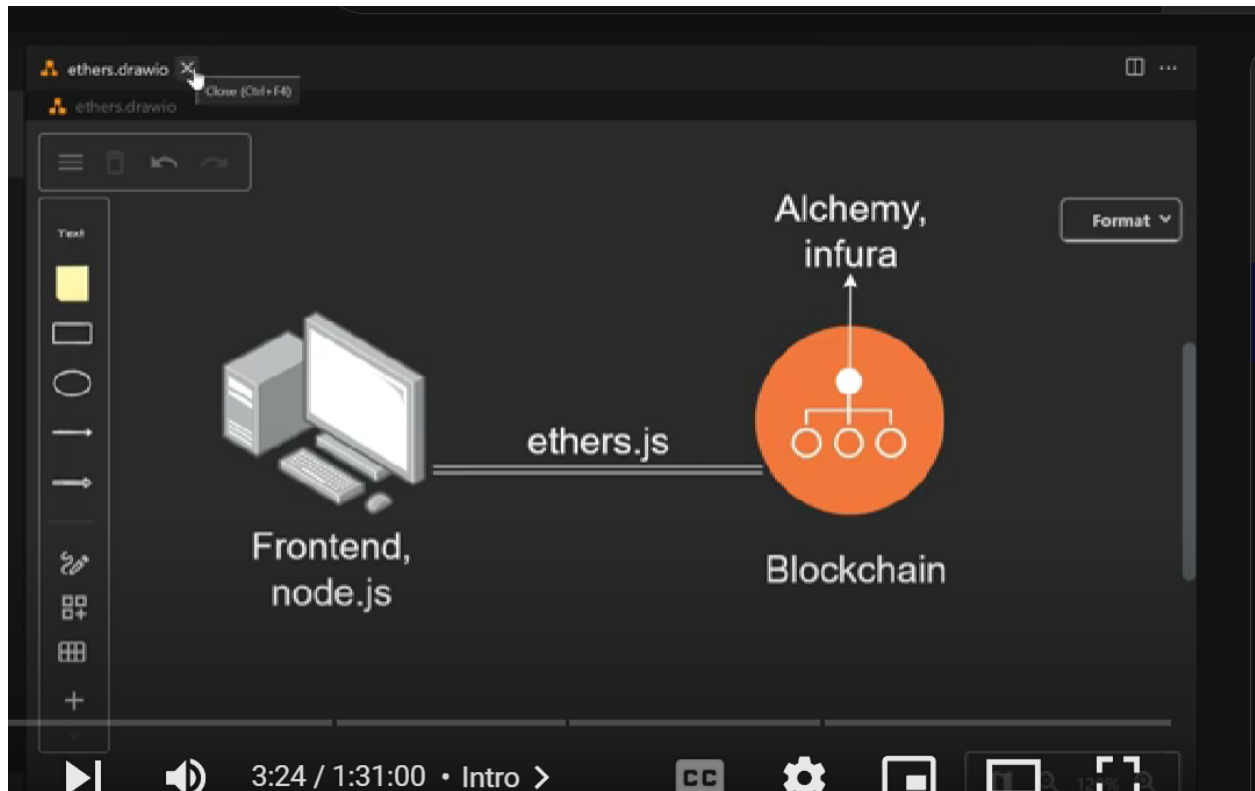 ethers.drawio
Close (Ctrl+F4)
ethers.drawio
Text
Format
Alchemy,
infura
ethers.js
Frontend,
node.js
Blockchain
3:24 / 1:31:00 • Intro
CC